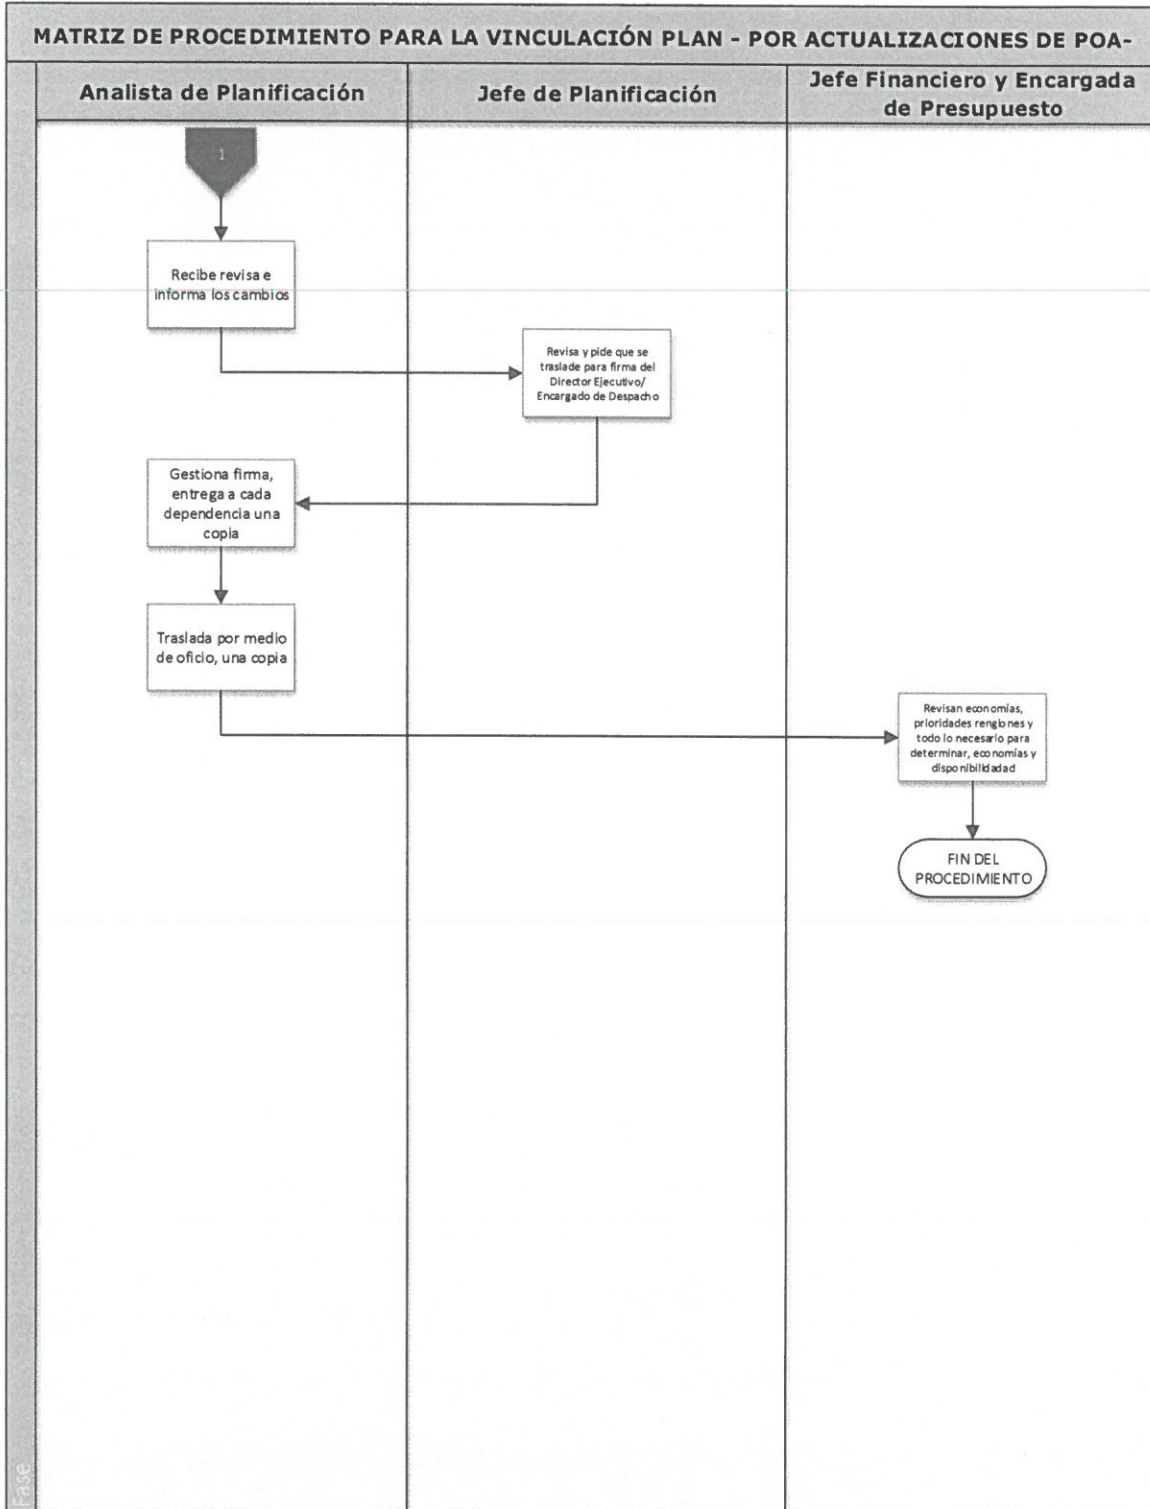 MATRIZ DE PROCEDIMIENTO PARA LA VINCULACIÓN PLAN - POR ACTUALIZACIONES DE POA-
Analista de Planificación
Jefe de Planificación
Jefe Financiero y Encargada
de Presupuesto
1
Recibe revisa e
informa los cambios
Revisa y pide que se
traslade para firma del
Director Ejecutivo/
Encargado de Despacho
Gestiona firma,
entrega a cada
dependencia una
copia
Traslada por medio
de oficio, una copia
Revisan economías,
prioridades renglones y
todo lo necesario para
determinar, economías y
disponibilidadad
FIN DEL
PROCEDIMIENTO
Fase